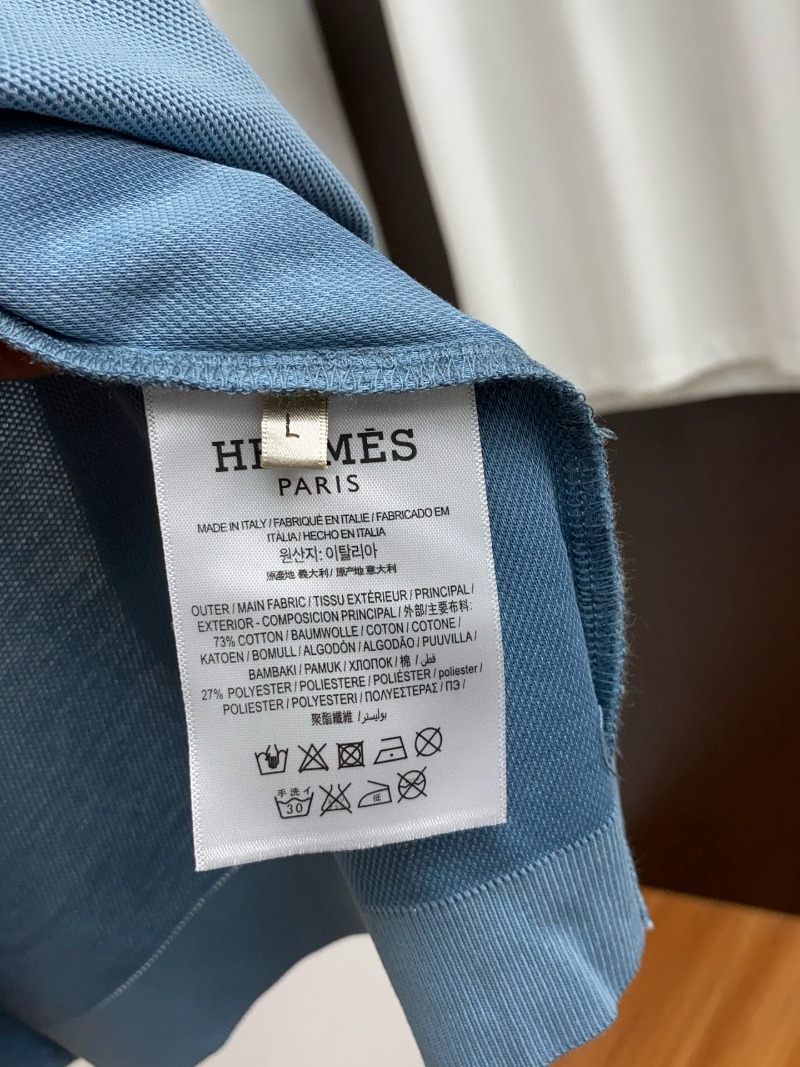 L
HERMÈS
PARIS
MADE IN ITALY / FABRIQUÉ EN ITALIE / FABRICADO EM
ITÁLIA / HECHO EN ITALIA
원산지: 이탈리아
原產地 義大利 / 原产地 意大利
OUTER / MAIN FABRIC / TISSU EXTÉRIEUR / PRINCIPAL /
EXTERIOR - COMPOSICIÓN PRINCIPAL / 外部/主要布料:
73% COTTON / BAUMWOLLE / COTON / COTONE /
KATOEN / BOMULL / ALGODÓN / ALGODÃO / PUUVILLA /
BAMBAKI / PAMUK / ХЛОПОК / 棉 / قطن /
27% POLYESTER / POLIESTERE / POLIÉSTER / poliester /
POLIESTER / POLYESTERI / ΠΟΛΥΕΣΤΕΡΑΣ / ПЭ /
聚酯纖維 / بوليستر
手洗イ
30
低